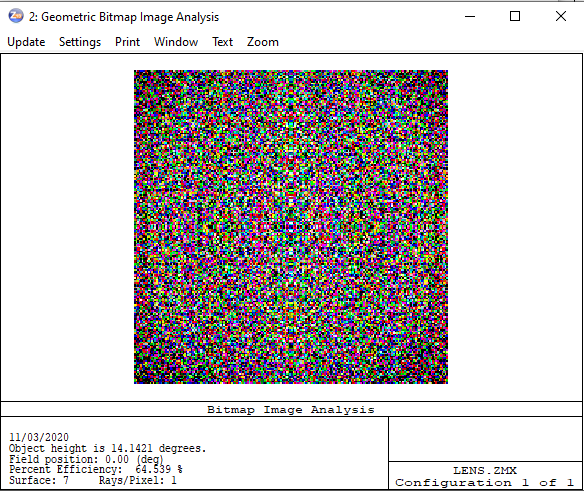 2: Geometric Bitmap Image Analysis
Update Settings Print Window Text Zoom
Bitmap Image Analysis
11/03/2020
Object height is 14.1421 degrees.
Field position: 0.00 (deg)
Percent Efficiency:  64.539 %
Surface: 7     Rays/Pixel: 1
LENS.ZMX
Configuration 1 of 1